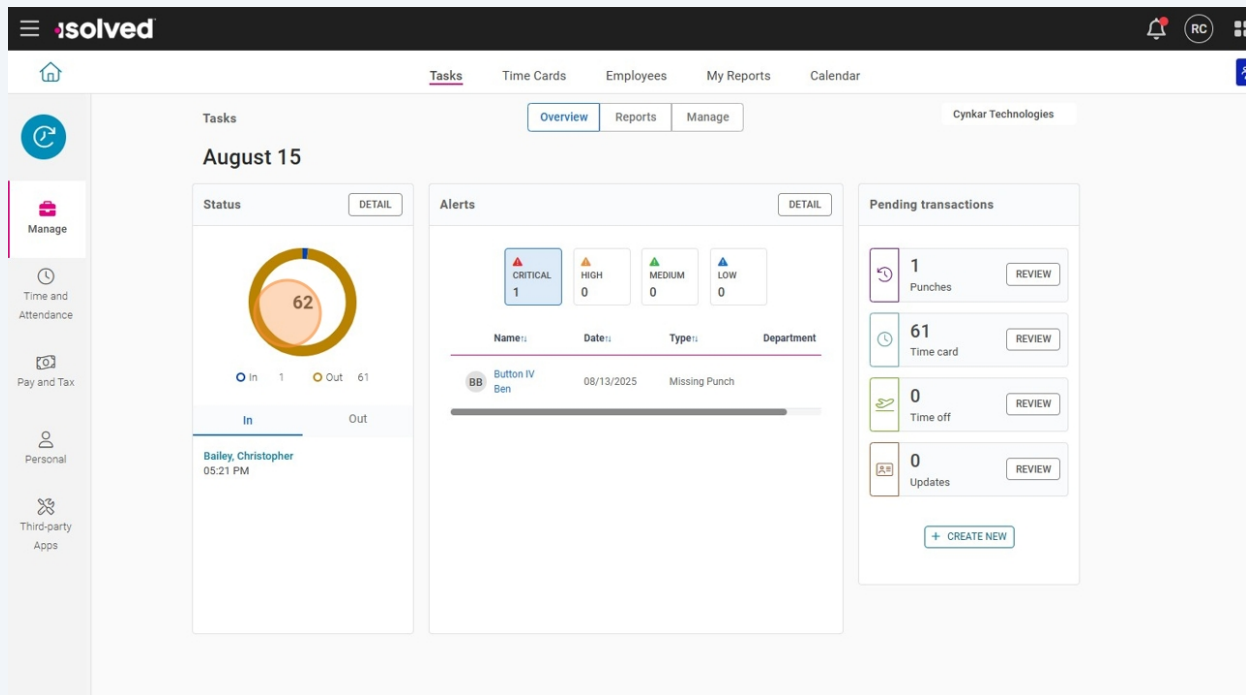 isolved
RC
Tasks Time Cards Employees My Reports Calendar
Tasks
Overview Reports Manage
Cynkar Technologies
August 15
Manage
Time and
Attendance
Pay and Tax
Personal
Third-party
Apps
Status DETAIL
62
In 1 Out 61
In Out
Bailey, Christopher
05:21 PM
Alerts DETAIL
CRITICAL
1
HIGH
0
MEDIUM
0
LOW
0
Name Date Type Department
BB Button IV
Ben 08/13/2025 Missing Punch
Pending transactions
1
Punches
REVIEW
61
Time card
REVIEW
0
Time off
REVIEW
0
Updates
REVIEW
+ CREATE NEW